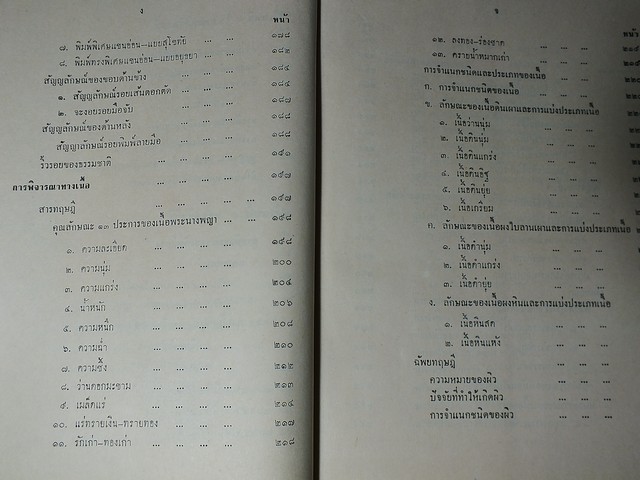 ง
หน้า
๗. พิมพ์พิเศษแขนอ่อน-แบบสุโขทัย ... ... ๑๗๘
๘. พิมพ์ทรงพิเศษแขนอ่อน-แบบอยุธยา ... ... ๑๘๒
สัญญลักษณ์ของขอบด้านข้าง ... ... ... ๑๘๔
๑. สัญญลักษณ์รอยเส้นตอกตัด ... ... ... ๑๘๔
๒. จะงอยรอยมือจับ ... ... ... ๑๘๗
สัญญลักษณ์ของด้านหลัง ... ... ... ๑๘๘
สัญญลักษณ์รอยพิมพ์ลายมือ ... ... ... ๑๘๘
ริ้วรอยของธรรมชาติ ... ... ... ๑๙๑
การพิจารณาทางเนื้อ ... ... ... ... ๑๙๗
สารทฤษฎี ... ... ... ... ... ... ๑๙๗
คุณลักษณะ ๑๓ ประการของเนื้อพระนางพญา ... ... ๑๙๘
๑. ความละเอียด ... ... ... ... ๑๙๘
๒. ความนุ่ม ... ... ... ... ๒๐๐
๓. ความแกร่ง ... ... ... ... ๒๐๔
๔. น้ำหนัก ... ... ... ... ๒๐๖
๕. ความหนึก ... ... ... ... ๒๐๘
๖. ความฉ่ำ ... ... ... ... ๒๑๐
๗. ความซึ้ง ... ... ... ... ๒๑๒
๘. ว่านดอกมะขาม ... ... ... ๒๑๓
๙. เมล็ดแร่ ... ... ... ... ๒๑๔
๑๐. แร่ทรายเงิน-ทรายทอง ... ... ... ๒๑๗
๑๑. รักเก่า-ทองเก่า ... ... ... ๒๑๘
จ
หน้า
๑๒. ลงทอง-ร่องชาด ... ... ...
๑๓. คราบน้ำหมากเก่า ... ... ...
การจำแนกชนิดและประเภทของเนื้อ ... ... ...
ก. การจำแนกชนิดของเนื้อ ... ... ...
ข. ลักษณะของเนื้อดินเผาและการแบ่งประเภทเนื้อ
๑. เนื้อว่านนุ่ม ... ... ...
๒. เนื้อดินนุ่ม ... ... ...
๓. เนื้อดินแกร่ง ... ... ...
๔. เนื้อดินอิฐ ... ... ...
๕. เนื้อดินยุ่ย ... ... ...
๖. เนื้อเกรียม ... ... ...
ค. ลักษณะของเนื้อผงใบลานเผาและการแบ่งประเภทเนื้อ
๑. เนื้อดำนุ่ม ... ... ...
๒. เนื้อดำแกร่ง ... ... ...
๓. เนื้อดำยุ่ย ... ... ...
ง. ลักษณะของเนื้อผงหินและการแบ่งประเภทเนื้อ
๑. เนื้อหินสด ... ... ...
๒. เนื้อหินแห้ง ... ... ...
ฉัพยทฤษฎี ... ... ...
ความหมายของผิว ... ... ...
ปัจจัยที่ทำให้เกิดผิว ... ... ...
การจำแนกชนิดของผิว ... ... ...